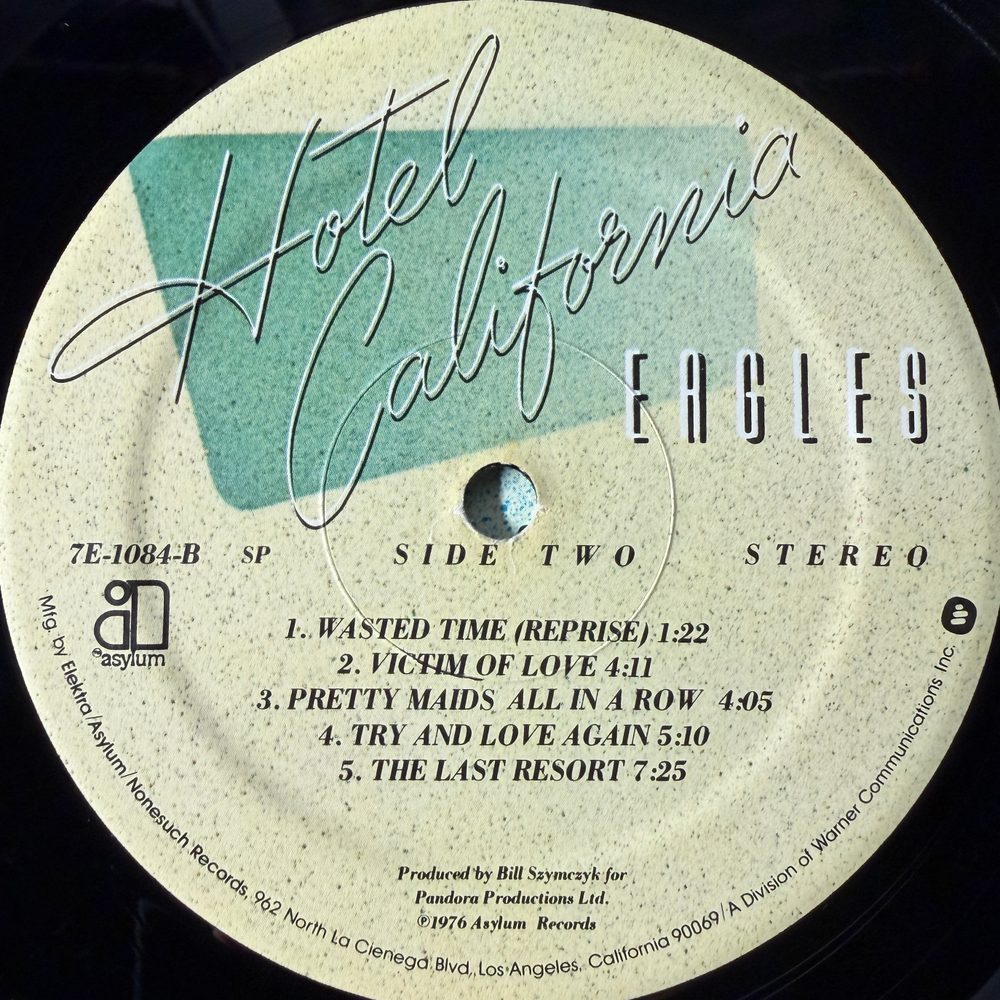 Hotel
California
EAGLES
7E-1084-B SP SIDE TWO STEREO
asylum
1. WASTED TIME (REPRISE) 1:22
2. VICTIM OF LOVE 4:11
3. PRETTY MAIDS ALL IN A ROW 4:05
4. TRY AND LOVE AGAIN 5:10
5. THE LAST RESORT 7:25
Produced by Bill Szymczyk for
Pandora Productions Ltd.
℗1976 Asylum Records
Mfg. by Elektra/Asylum/Nonesuch Records, 962 North La Cienega Blvd., Los Angeles, California 90069/A Division of Warner Communications Inc.